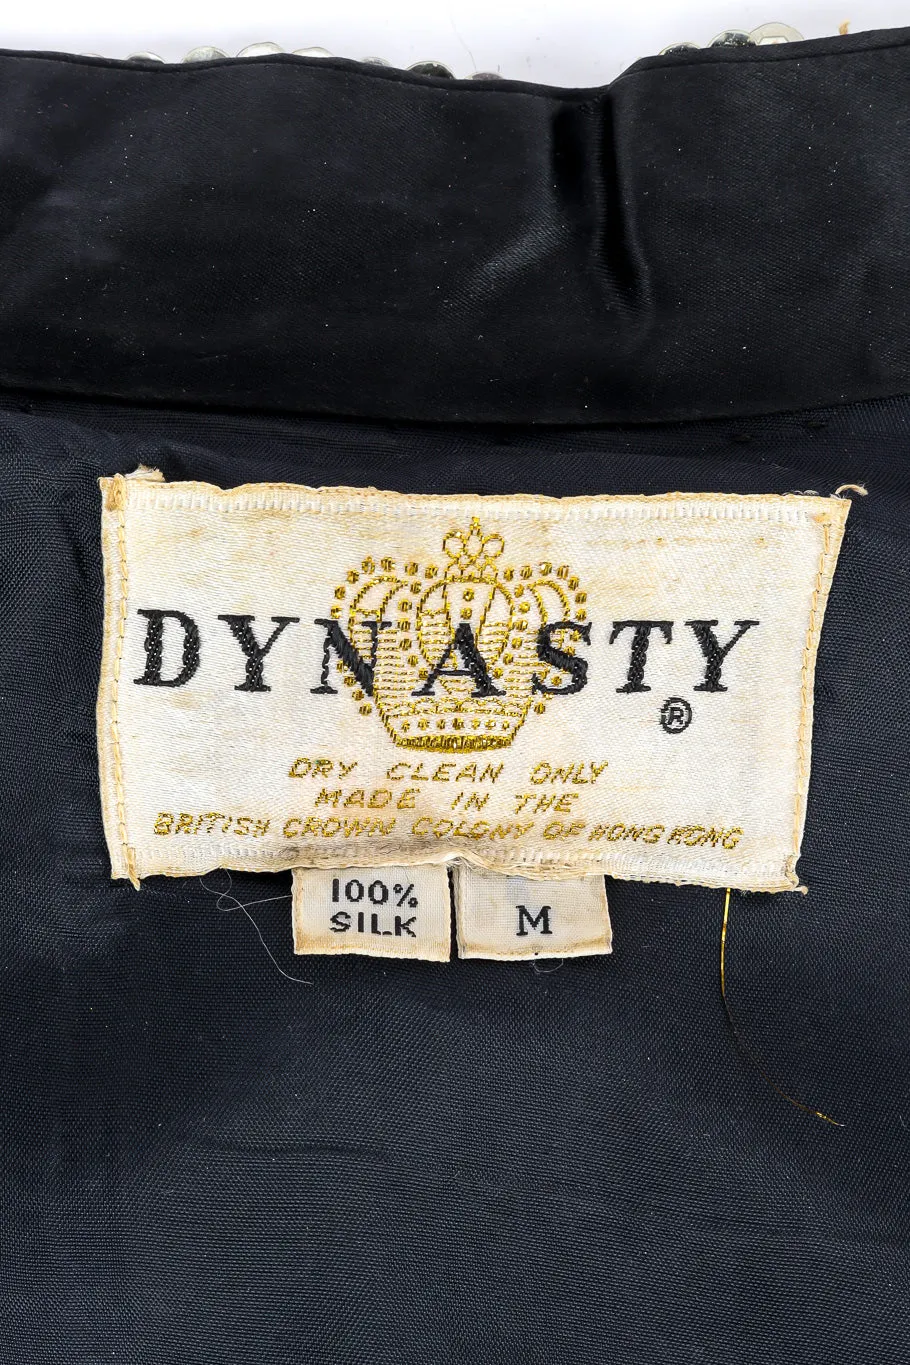 DYNASTY
®
DRY CLEAN ONLY
MADE IN THE
BRITISH CROWN COLONY OF HONG KONG
100%
SILK
M